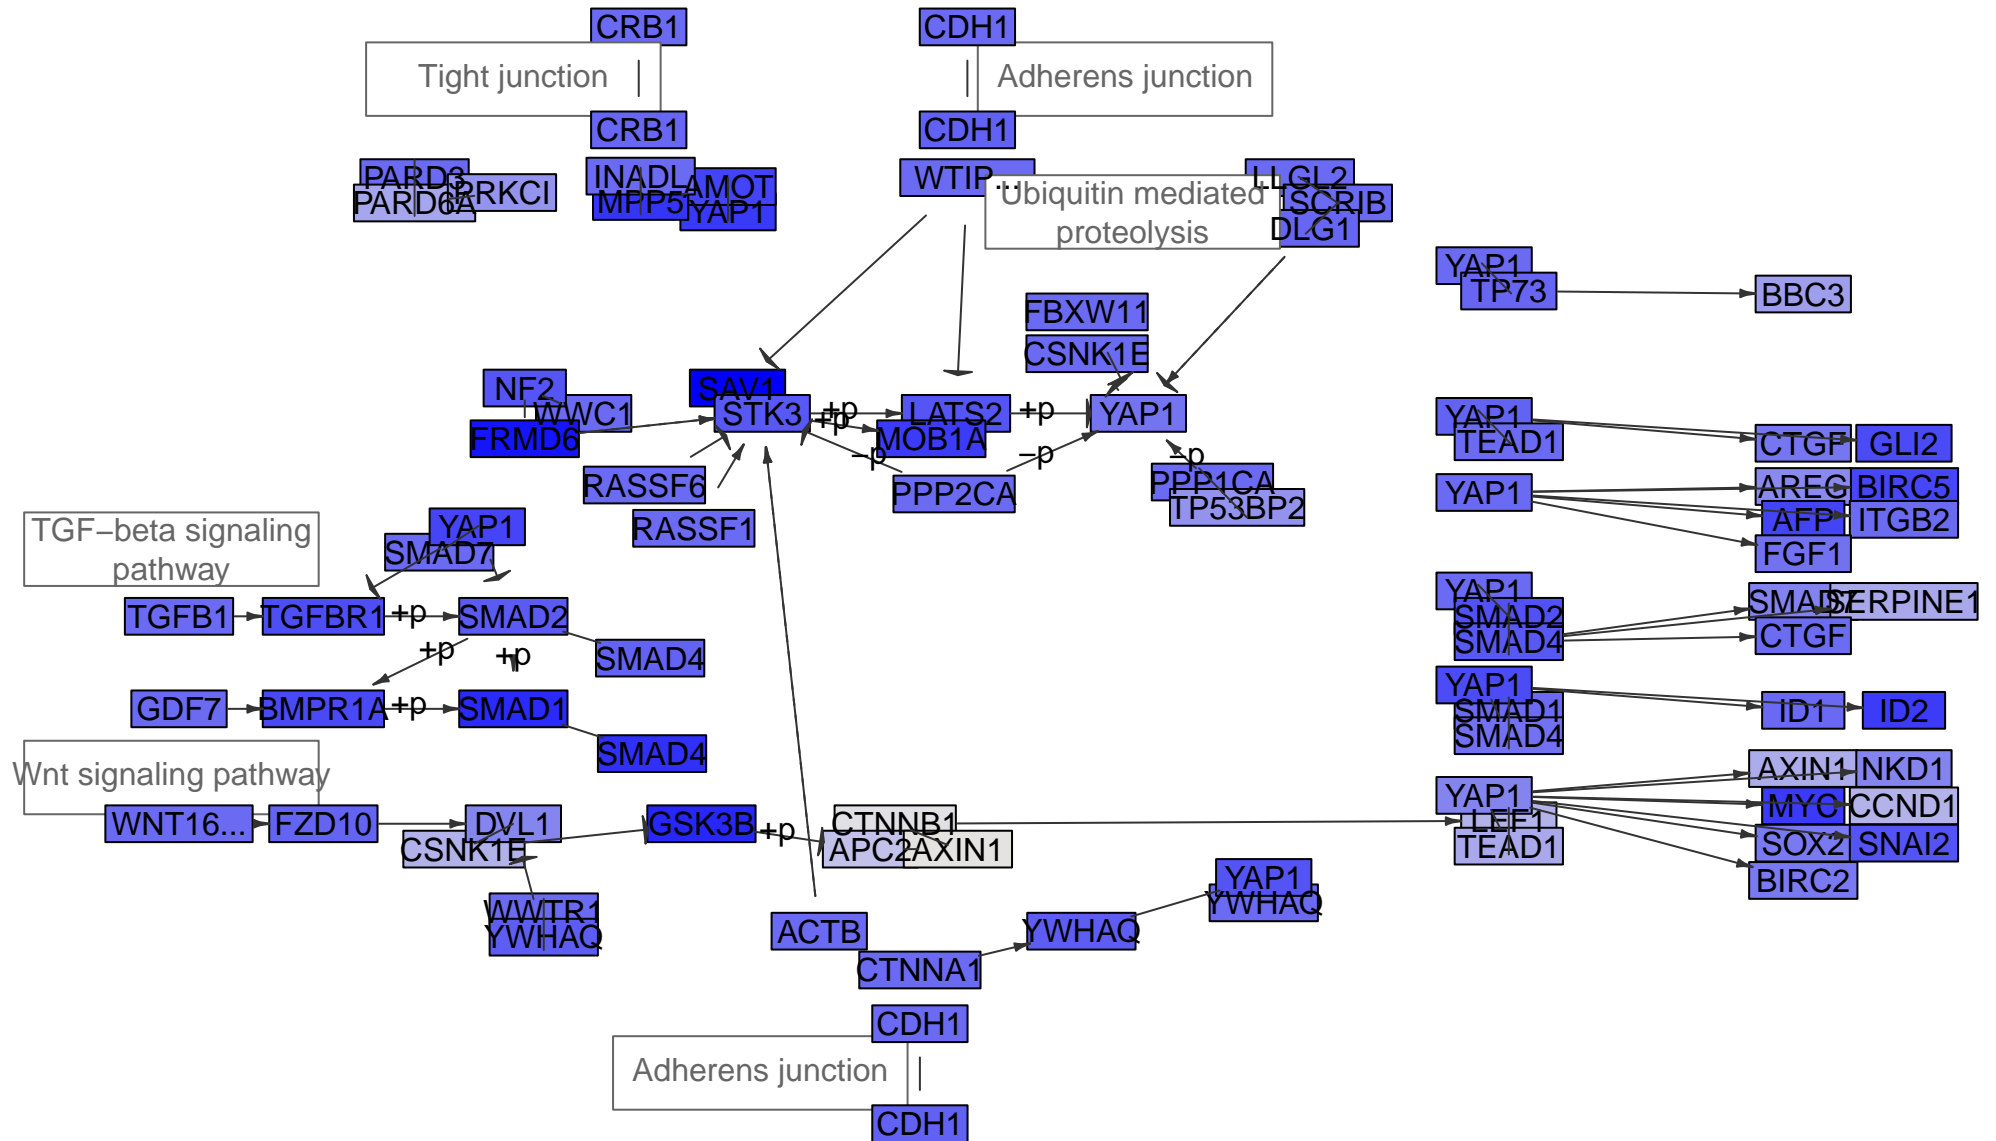 CRB1
CDH1
Tight junction
Adherens junction
CRB1
CDH1
PARD3
PRKCI
PARD6A
INADL
AMOT
MPP5
YAP1
WTIP...
LLGL2
SCRIB
DLG1
Ubiquitin mediated
proteolysis
YAP1
TP73
BBC3
FBXW11
CSNK1E
NF2
WWC1
FRMD6
SAV1
STK3
+p
+p
LATS2
MOB1A
+p
YAP1
−p
−p
−p
RASSF6
RASSF1
PPP2CA
PPP1CA
TP53BP2
YAP1
TEAD1
CTGF
GLI2
YAP1
AREG
BIRC5
AFP
ITGB2
FGF1
TGF−beta signaling
pathway
YAP1
SMAD7
TGFB1
TGFBR1
+p
SMAD2
+p
+p
SMAD4
GDF7
BMPR1A
+p
SMAD1
SMAD4
YAP1
SMAD2
SMAD4
SMAD7
SERPINE1
CTGF
YAP1
SMAD1
SMAD4
ID1
ID2
Wnt signaling pathway
WNT16...
FZD10
DVL1
CSNK1E
GSK3B
+p
CTNNB1
APC2
AXIN1
YAP1
LEF1
TEAD1
AXIN1
NKD1
MYC
CCND1
SOX2
SNAI2
BIRC2
WWTR1
YWHAQ
ACTB
CTNNA1
YWHAQ
YAP1
YWHAQ
CDH1
Adherens junction
CDH1